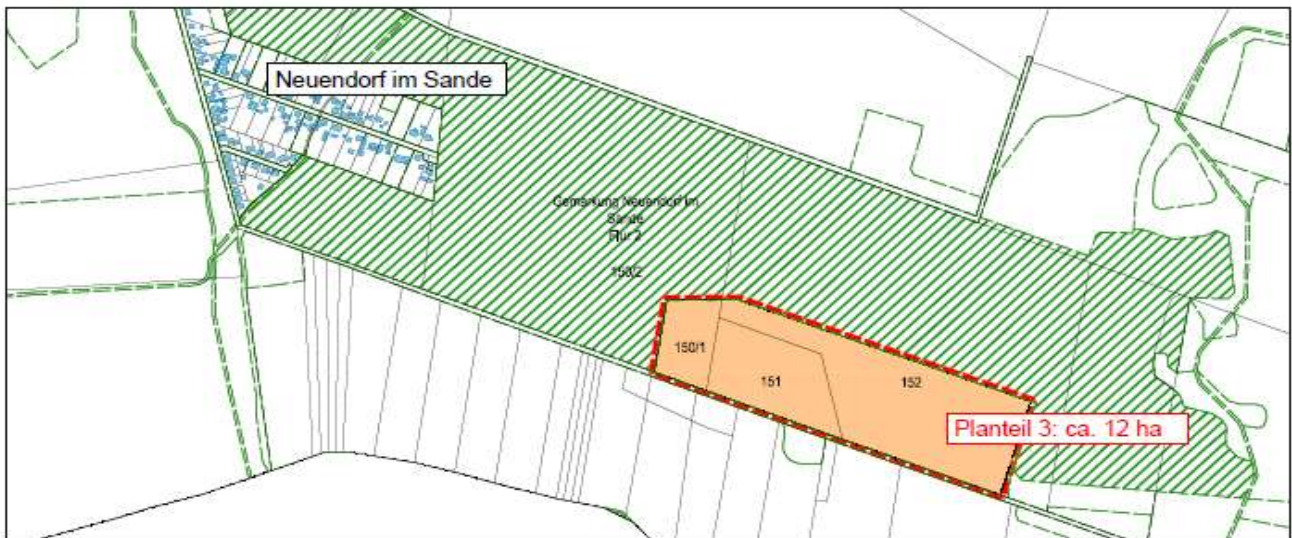 Neuendorf im Sande
Gemarkung Neuendorf im
Sande
Flur 2
153/2
150/1
151
152
Planteil 3: ca. 12 ha